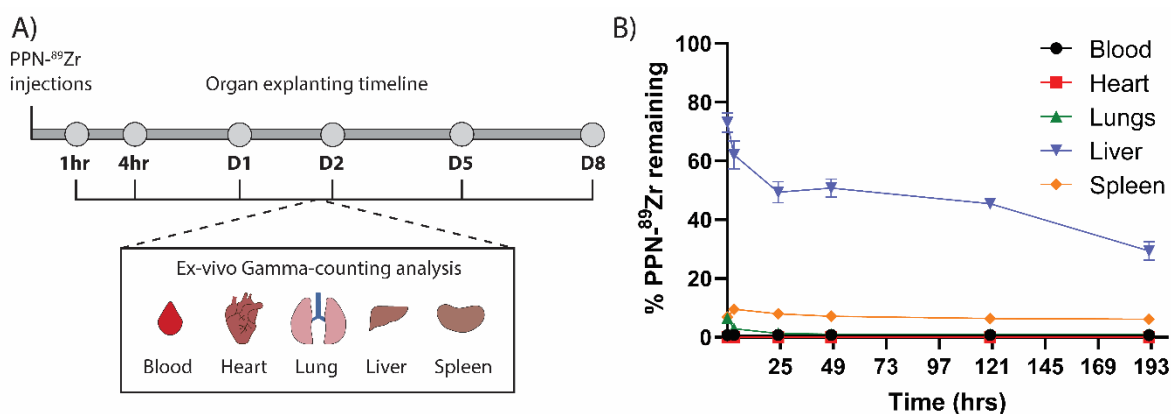 A)
PPN-⁸⁹Zr
injections
Organ explanting timeline
1hr 4hr D1 D2 D5 D8
Ex-vivo Gamma-counting analysis
Blood Heart Lung Liver Spleen
B)
% PPN-⁸⁹Zr remaining
100
80
60
40
20
0
25 49 73 97 121 145 169 193
Time (hrs)
Blood
Heart
Lungs
Liver
Spleen